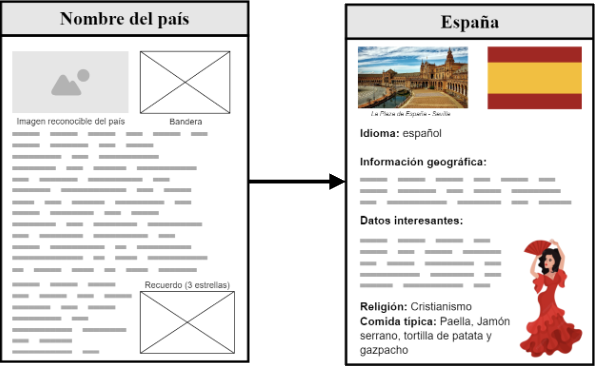 Nombre del país
Imagen reconocible del país
Bandera
Recuerdo (3 estrellas)
España
La Plaza de España - Sevilla
Idioma: español
Información geográfica:
Datos interesantes:
Religión: Cristianismo
Comida típica: Paella, Jamón
serrano, tortilla de patata y
gazpacho